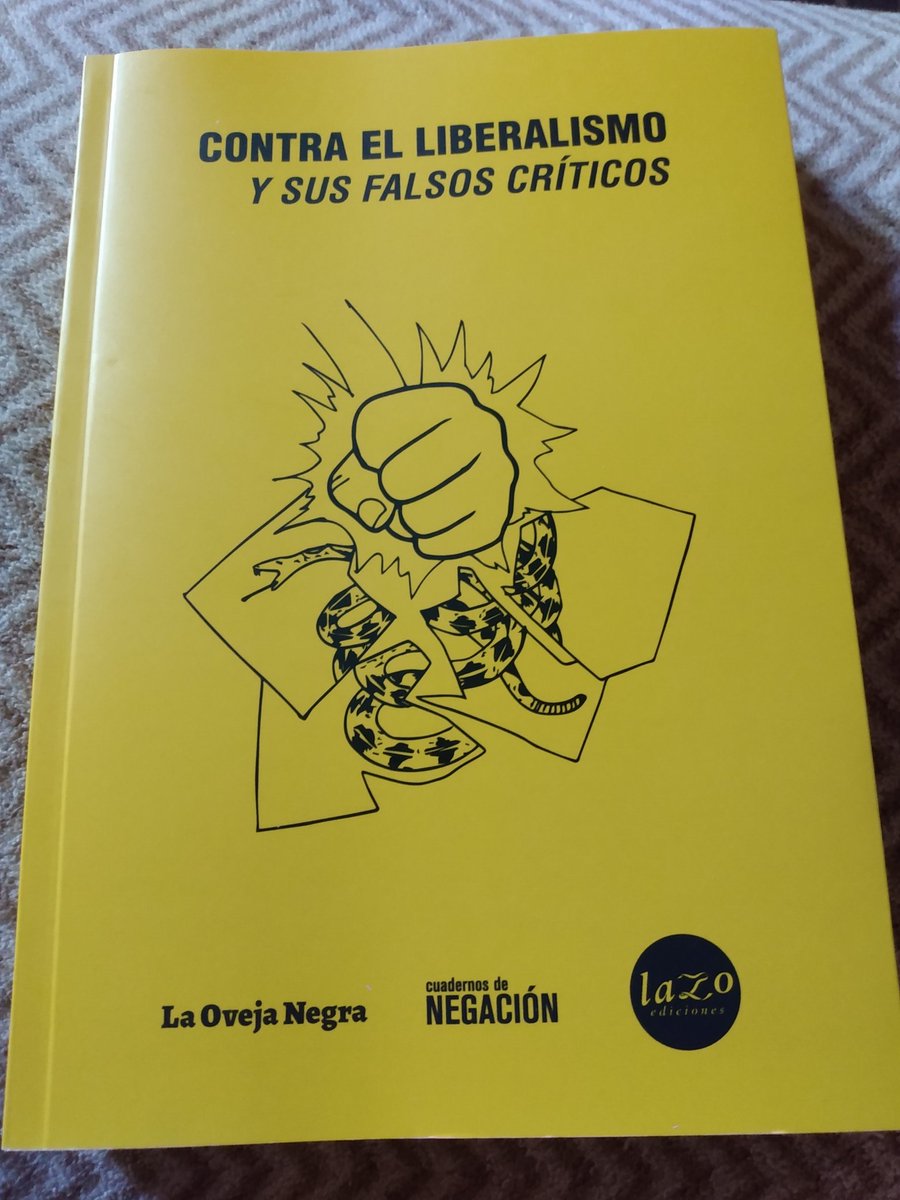 CONTRA EL LIBERALISMO
Y SUS FALSOS CRÍTICOS
La Oveja Negra
cuadernos de
NEGACIÓN
lazo
ediciones